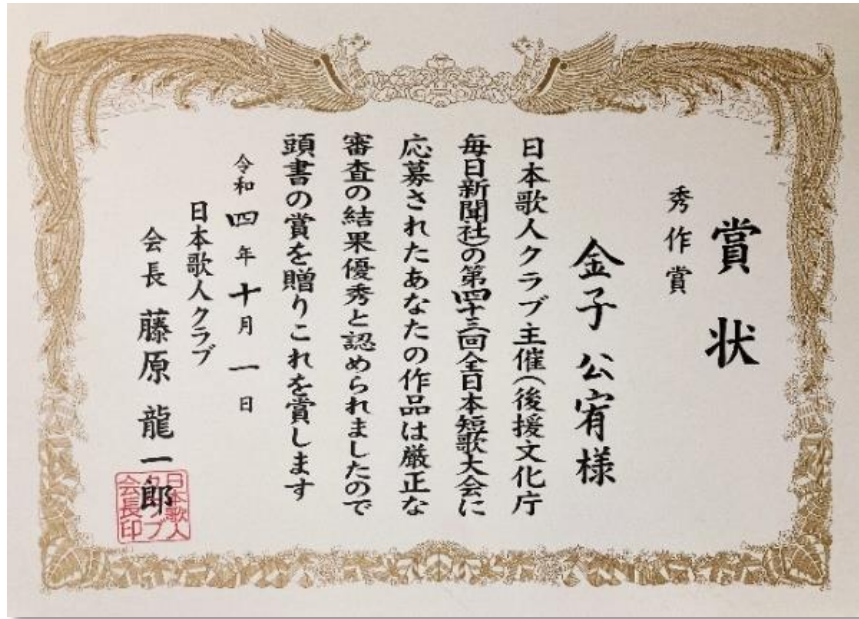 賞状
秀作賞
金子公宥様
日本歌人クラブ主催(後援文化庁
毎日新聞社)の第四十三回全日本短歌大会に
応募されたあなたの作品は厳正な
審査の結果優秀と認められましたので
頭書の賞を贈りこれを賞します
令和四年十月一日
日本歌人クラブ
会長 藤原龍一郎
日本歌人
クラブ
会長印